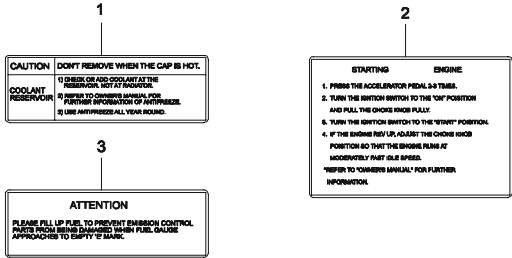 1
CAUTION DON'T REMOVE WHEN THE CAP IS HOT.
COOLANT RESERVOIR
1) CHECK OR ADD COOLANT AT THE
RESERVOIR. NOT AT RADIATOR.
2) REFER TO OWNER'S MANUAL FOR
FURTHER INFORMATION OF ANTIFREEZE.
3) USE ANTIFREEZE ALL YEAR ROUND.
2
STARTING ENGINE
1. PRESS THE ACCELERATOR PEDAL 2-3 TIMES.
2. TURN THE IGNITION SWITCH TO THE "ON" POSITION
AND PULL THE CHOKE KNOB FULLY.
3. TURN THE IGNITION SWITCH TO THE "START" POSITION.
4. IF THE ENGINE REV UP, ADJUST THE CHOKE KNOB
POSITION SO THAT THE ENGINE RUNS AT
MODERATELY FAST IDLE SPEED.
*REFER TO "OWNER'S MANUAL" FOR FURTHER
INFORMATION.
3
ATTENTION
PLEASE FILL UP FUEL TO PREVENT EMISSION CONTROL
PARTS FROM BEING DAMAGED WHEN FUEL GAUGE
APPROACHES TO EMPTY 'E' MARK.